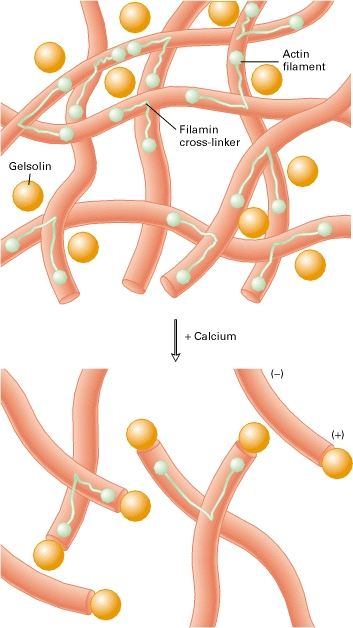 Actin
filament
Filamin
cross-linker
Gelsolin
+ Calcium
(−)
(+)